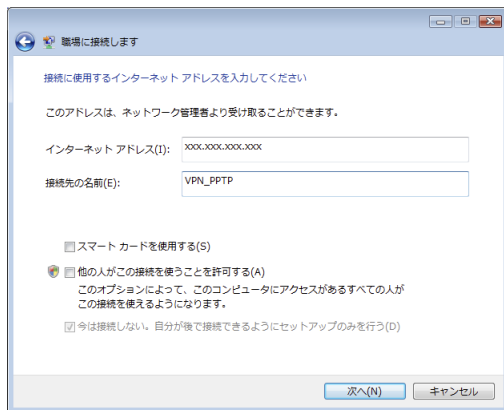 職場に接続します
接続に使用するインターネット アドレスを入力してください
このアドレスは、ネットワーク管理者より受け取ることができます。
インターネット アドレス(I): xxx.xxx.xxx.xxx
接続先の名前(E): VPN_PPTP
スマート カードを使用する(S)
他の人がこの接続を使うことを許可する(A)
このオプションによって、このコンピュータにアクセスがあるすべての人が
この接続を使えるようになります。
今は接続しない。自分が後で接続できるようにセットアップのみを行う(D)
次へ(N) キャンセル